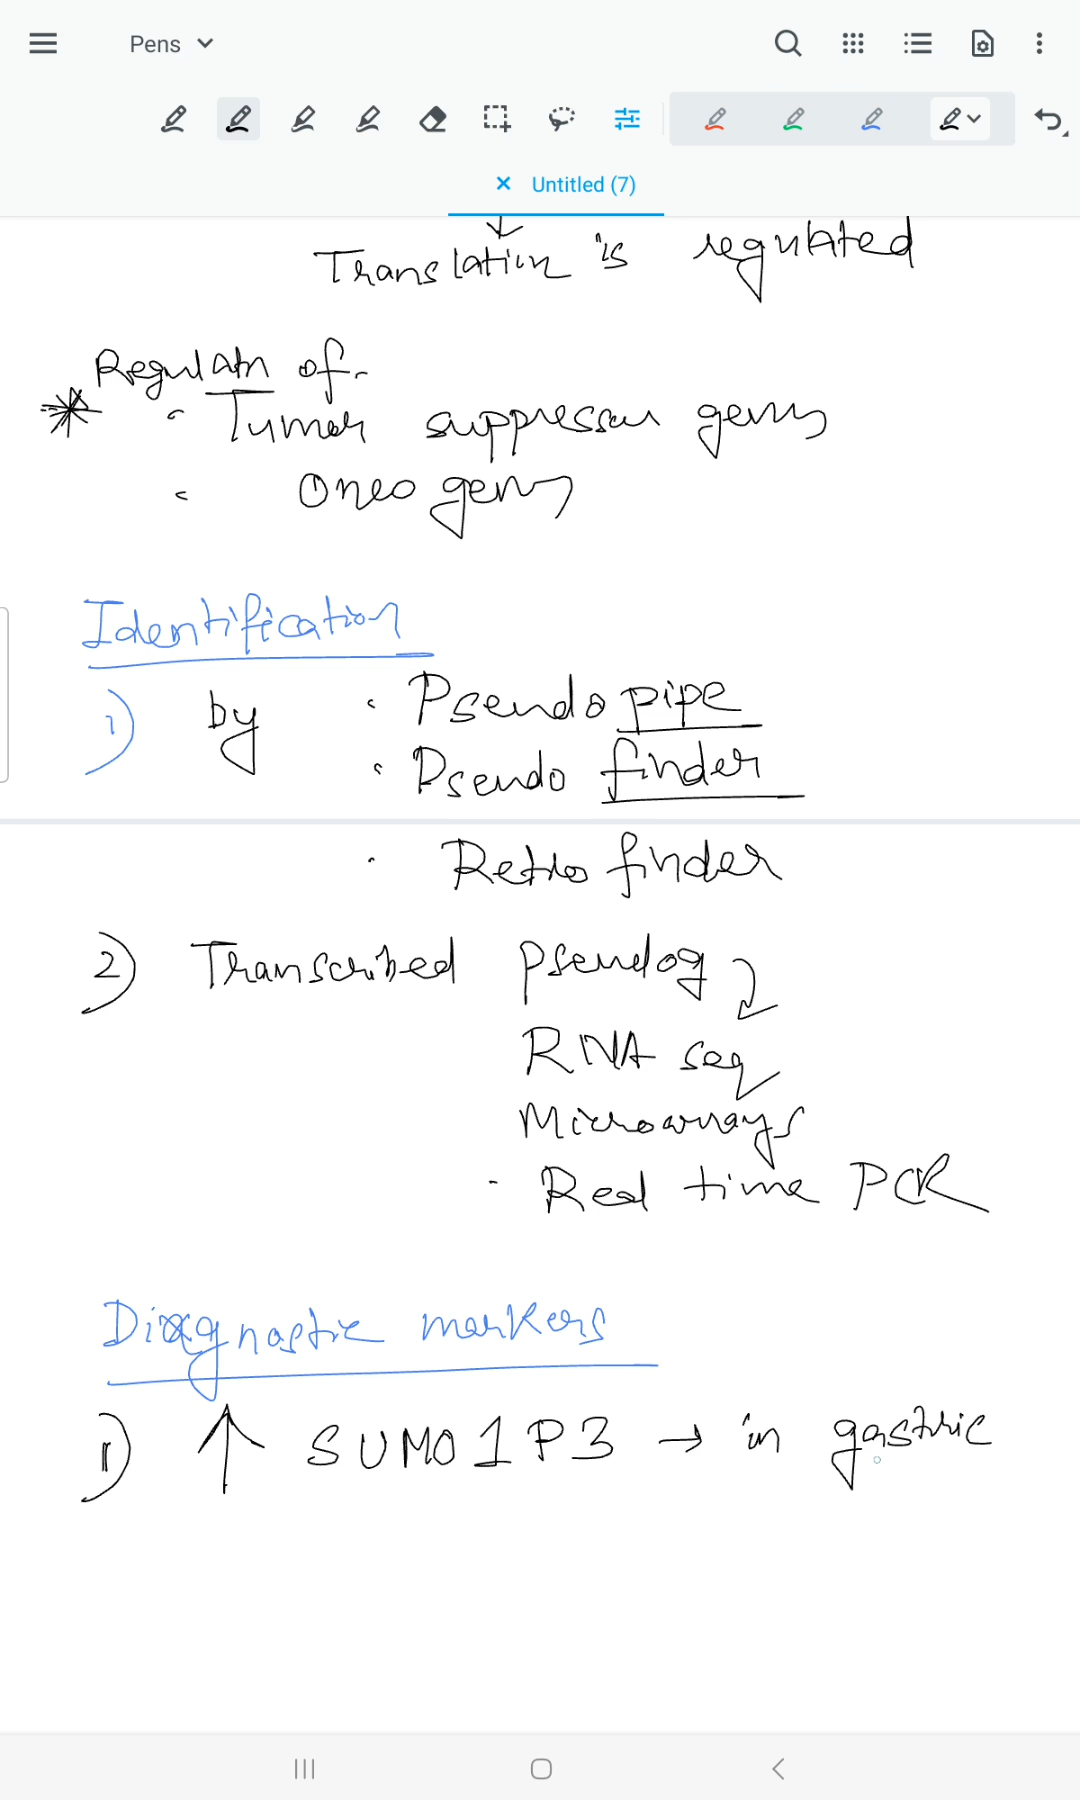 Pens
Untitled (7)
Translation is regulated
Regulatn of
Tumor suppressor genes
Onco genes
Identification
1) by Pseudo pipe
Pseudo finder
Retro finder
2) Transcribed pseudog
RNA seq
Microarrays
Real time PCR
Diagnostic markers
1) ↑ SUMO1P3 → in gastric